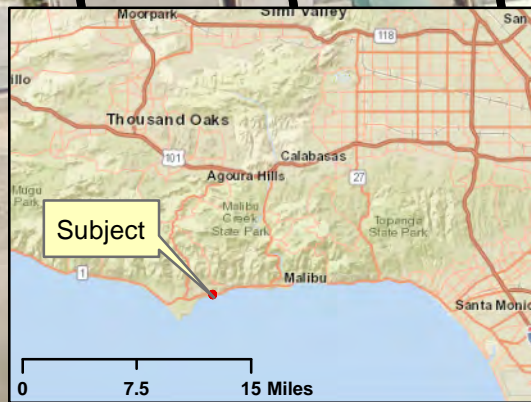 Moorpark
Simi Valley
San
118
illo
Thousand Oaks
101
Calabasas
Agoura Hills
27
Mugu
Park
Malibu
Creek
State Park
Topanga
State Park
Subject
1
Malibu
Santa Monic
0 7.5 15 Miles